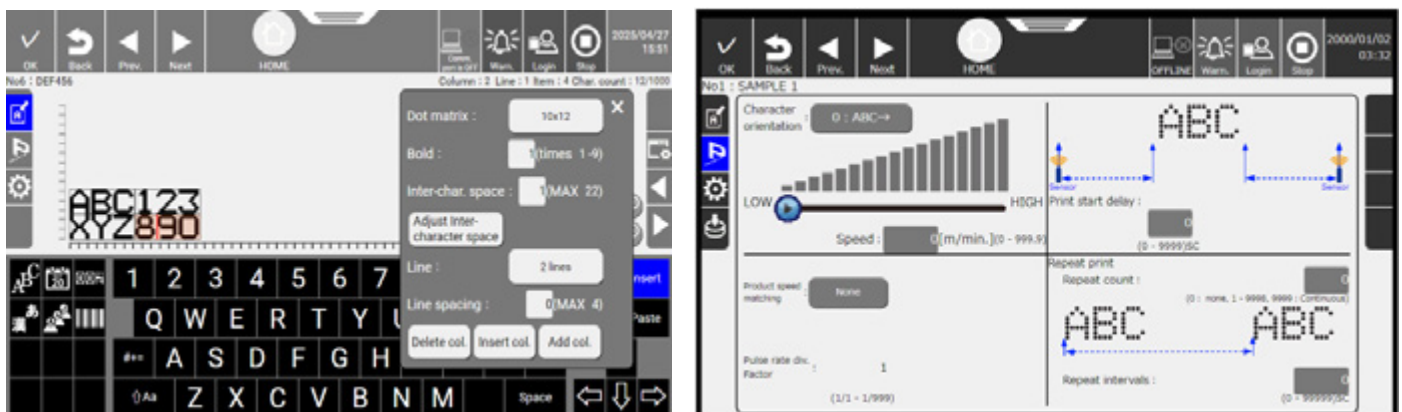 OK Back Prev. Next HOME Comm. port is OFF Warn. Login Stop 2025/04/27 15:51
No6 : DEF456 Column : 2 Line : 1 Item : 4 Char. count : 12/1000
Dot matrix : 10x12
Bold : 1(times 1-9)
Inter-char. space : 1(MAX 22)
Adjust Inter-
character space
Line : 2 lines
Line spacing : 0(MAX 4)
Delete col. Insert col. Add col.
ABC123
XYZ890
1 2 3 4 5 6 7
Q W E R T Y
A S D F G H
Aa Z X C V B N M Space
Paste
OK Back Prev. Next HOME OFFLINE Warn. Login Stop 2000/01/02 03:32
No1 : SAMPLE 1
Character
orientation : 0 : ABC→
LOW HIGH
Speed : 0[m/min.](0 - 999.9)
ABC
Sensor Sensor
Print start delay :
0
(0 - 9999)SC
Product speed
matching : None
Pulse rate div.
Factor : 1
(1/1 - 1/999)
Repeat print
Repeat count : 0
(0 : none, 1 - 9998, 9999 : Continuous)
ABC ABC
Repeat intervals : 0
(0 - 99999)SC